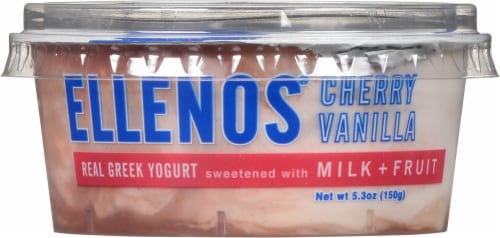 ELLENOS®
CHERRY
VANILLA
REAL GREEK YOGURT sweetened with MILK + FRUIT
Net wt 5.3oz (150g)